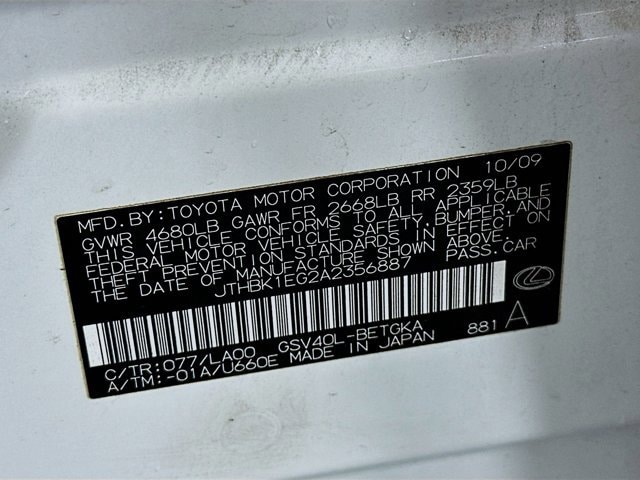 MFD. BY: TOYOTA MOTOR CORPORATION 10/09
GVWR 4680LB GAWR FR 2668LB RR 2359LB
THIS VEHICLE CONFORMS TO ALL APPLICABLE
FEDERAL MOTOR VEHICLE SAFETY, BUMPER, AND
THEFT PREVENTION STANDARDS IN EFFECT ON
THE DATE OF MANUFACTURE SHOWN ABOVE.
JTHBK1EG2A2356887 PASS. CAR
C/TR: 077/LA00 GSV40L-BETGKA 881 A
A/TM: -01A/U660E MADE IN JAPAN